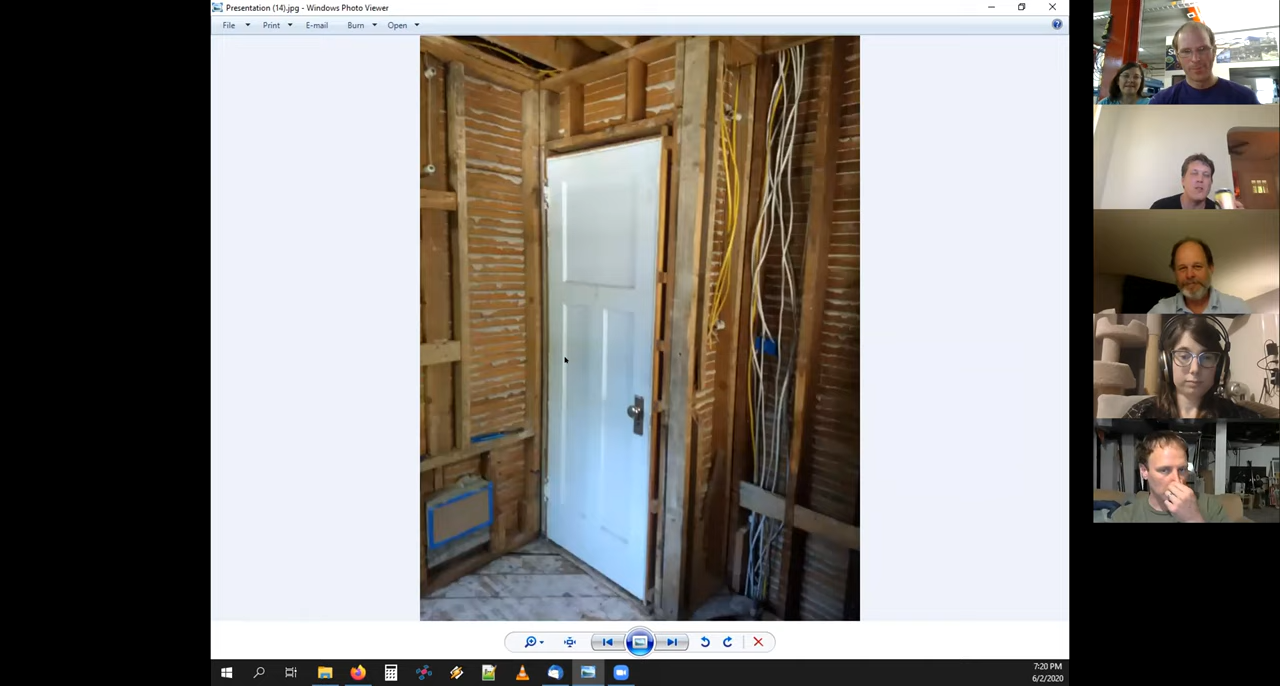 Presentation (14).jpg - Windows Photo Viewer
File Print E-mail Burn Open
7:20 PM
6/2/2020